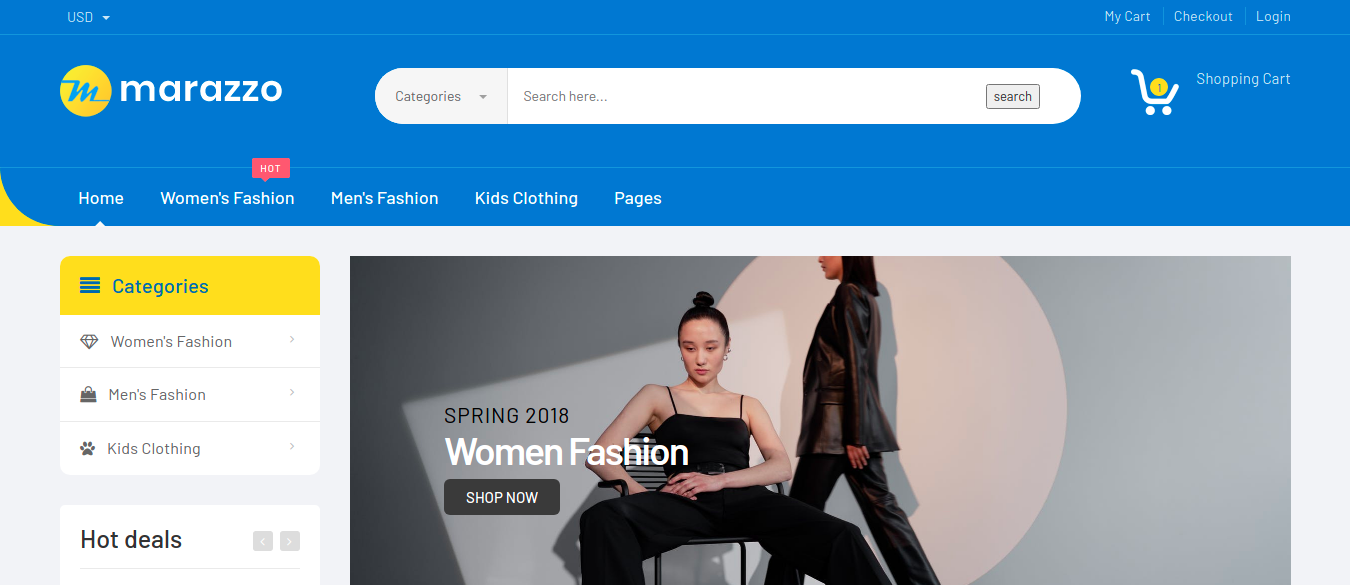 USD
My Cart
Checkout
Login
marazzo
Categories
Search here...
search
1
Shopping Cart
HOT
Home
Women's Fashion
Men's Fashion
Kids Clothing
Pages
Categories
Women's Fashion
Men's Fashion
Kids Clothing
Hot deals
SPRING 2018
Women Fashion
SHOP NOW